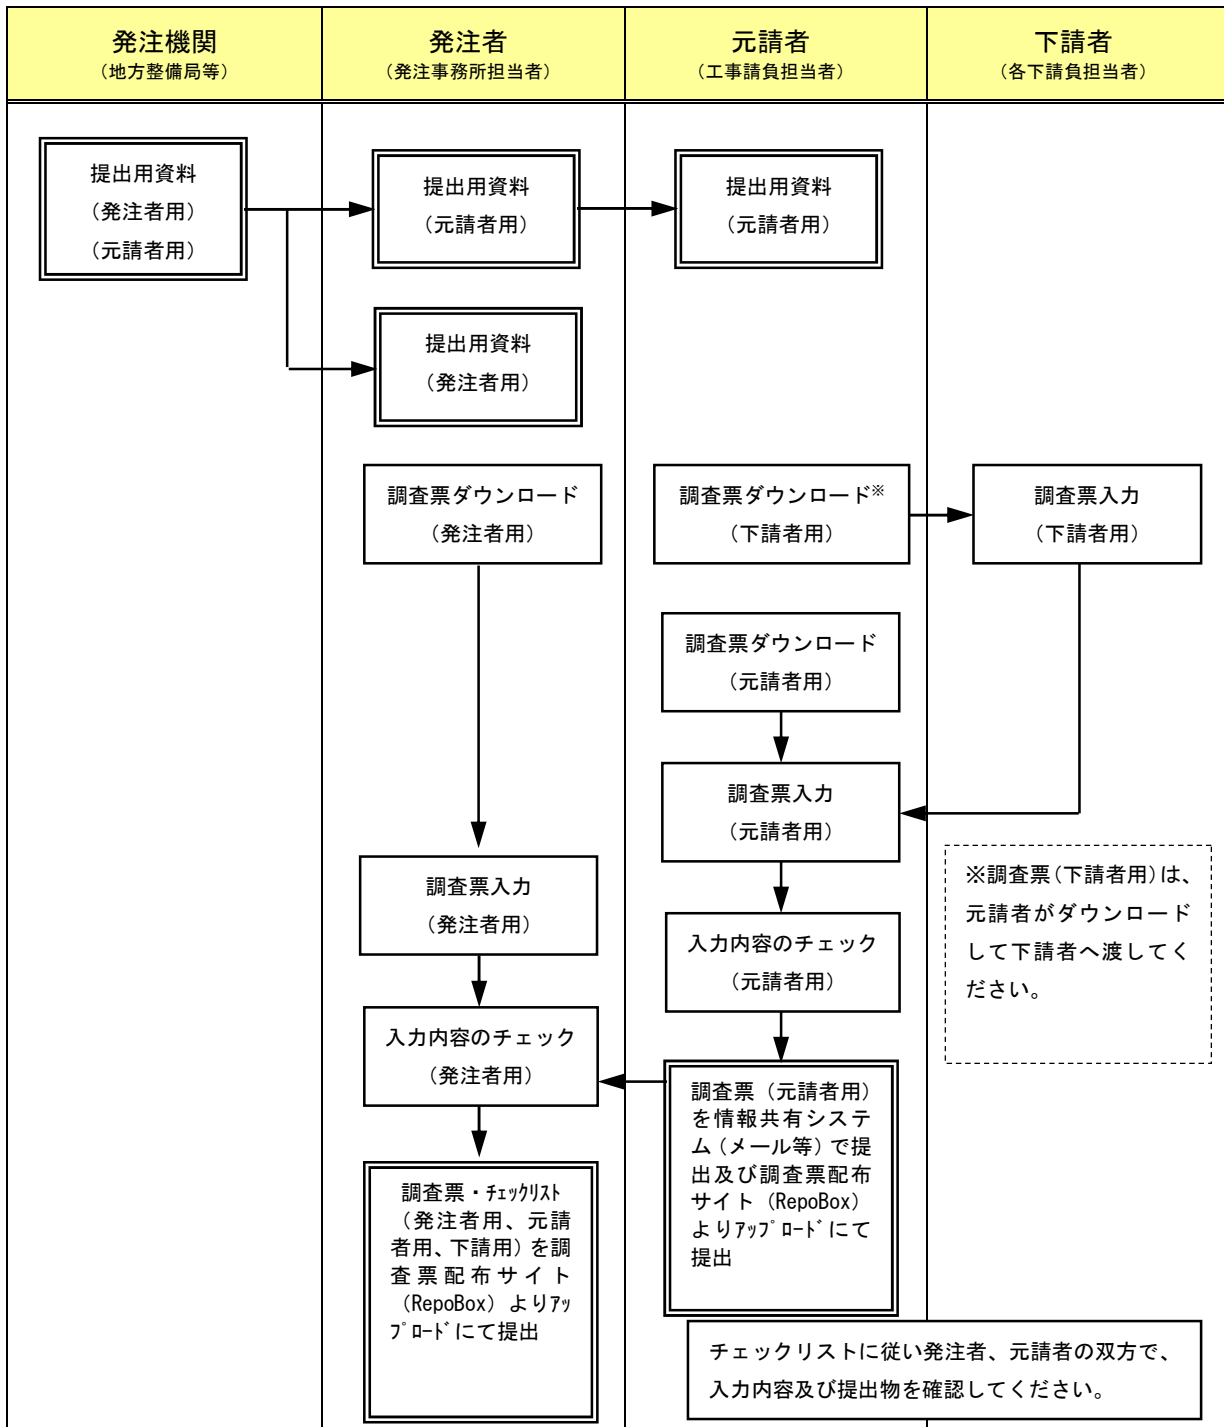 発注機関
（地方整備局等）
発注者
（発注事務所担当者）
元請者
（工事請負担当者）
下請者
（各下請負担当者）
提出用資料
（発注者用）
（元請者用）
提出用資料
（元請者用）
提出用資料
（元請者用）
提出用資料
（発注者用）
調査票ダウンロード
（発注者用）
調査票ダウンロード※
（下請者用）
調査票入力
（下請者用）
調査票ダウンロード
（元請者用）
調査票入力
（元請者用）
※調査票（下請者用）は、
元請者がダウンロード
して下請者へ渡してく
ださい。
調査票入力
（発注者用）
入力内容のチェック
（元請者用）
入力内容のチェック
（発注者用）
調査票（元請者用）
を情報共有システ
ム（メール等）で提
出及び調査票配布
サイト（RepoBox）
よりｱｯﾌﾟﾛｰﾄﾞにて
提出
調査票・ﾁｪｯｸﾘｽﾄ
（発注者用、元請
者用、下請用）を調
査票配布サイト
（RepoBox）よりｱｯ
ﾌﾟﾛｰﾄﾞにて提出
チェックリストに従い発注者、元請者の双方で、
入力内容及び提出物を確認してください。